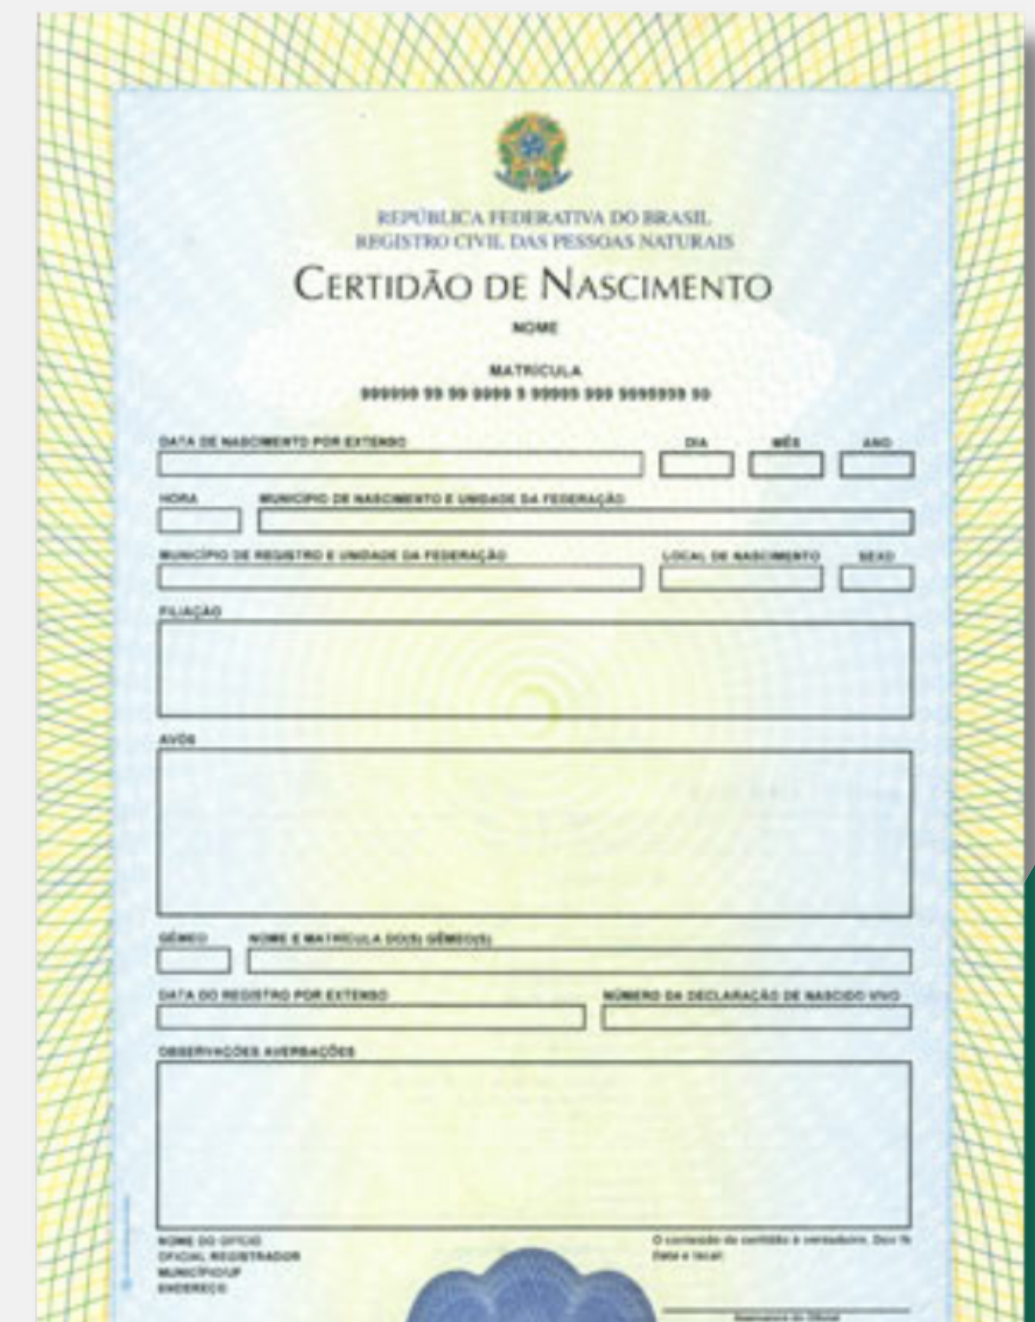 REPÚBLICA FEDERATIVA DO BRASIL
REGISTRO CIVIL DAS PESSOAS NATURAIS
CERTIDÃO DE NASCIMENTO
NOME
MATRÍCULA
999999 99 99 9999 9 99999 999 9999999 99
DATA DE NASCIMENTO POR EXTENSO DIA MÊS ANO
HORA MUNICÍPIO DE NASCIMENTO E UNIDADE DA FEDERAÇÃO
MUNICÍPIO DE REGISTRO E UNIDADE DA FEDERAÇÃO LOCAL DE NASCIMENTO SEXO
FILIAÇÃO
AVÓS
GÊMEO NOME E MATRÍCULA DO(S) GÊMEO(S)
DATA DO REGISTRO POR EXTENSO NÚMERO DA DECLARAÇÃO DE NASCIDO VIVO
OBSERVAÇÕES AVERBAÇÕES
NOME DO OFÍCIO
OFICIAL REGISTRADOR
MUNICÍPIO/UF
ENDEREÇO
O conteúdo da certidão é verdadeiro. Dou fé
Data e local:
Assinatura do Oficial